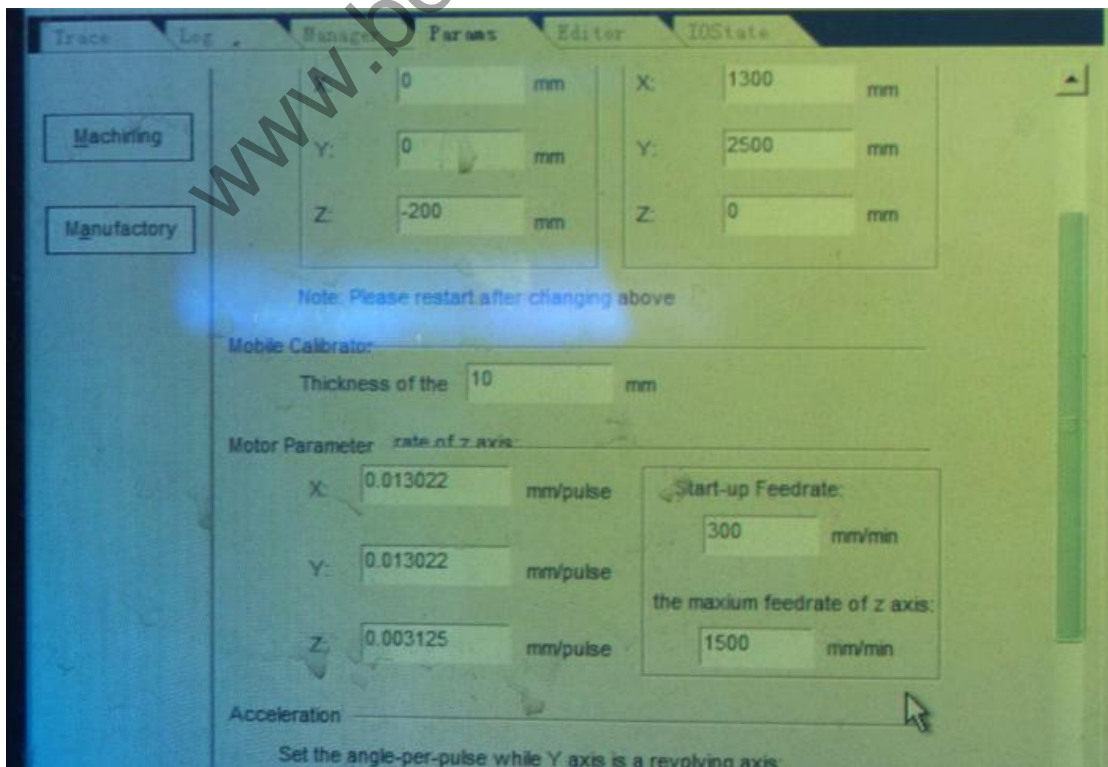 www.bo
Trace Log Manager Params Editor IOState
X: 0 mm X: 1300 mm
Machining
Y: 0 mm Y: 2500 mm
Manufactory
Z: -200 mm Z: 0 mm
Note: Please restart after changing above
Mobile Calibrator
Thickness of the 10 mm
Motor Parameter rate of z axis:
X: 0.013022 mm/pulse Start-up Feedrate:
300 mm/min
Y: 0.013022 mm/pulse
the maxium feedrate of z axis:
Z: 0.003125 mm/pulse 1500 mm/min
Acceleration
Set the angle-per-pulse while Y axis is a revolving axis: